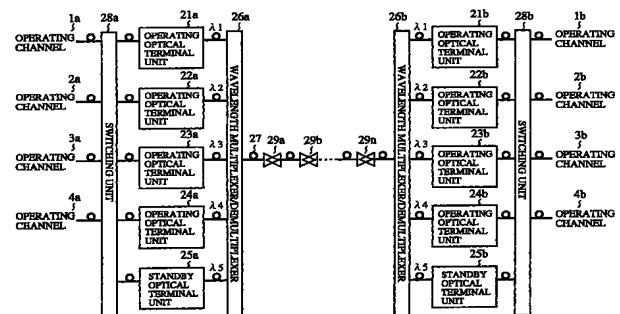 28a 21a 26a
1a
OPERATING CHANNEL
OPERATING OPTICAL TERMINAL UNIT
λ1
22a
2a
OPERATING CHANNEL
OPERATING OPTICAL TERMINAL UNIT
λ2
23a
3a
OPERATING CHANNEL
OPERATING OPTICAL TERMINAL UNIT
λ3
24a
4a
OPERATING CHANNEL
OPERATING OPTICAL TERMINAL UNIT
λ4
25a
STANDBY OPTICAL TERMINAL UNIT
λ5
SWITCHING UNIT
WAVELENGTH MULTIPLEXER/DEMULTIPLEXER
27 29a 29b 29n
26b 21b 28b
1b
λ1
OPERATING OPTICAL TERMINAL UNIT
OPERATING CHANNEL
22b
2b
λ2
OPERATING OPTICAL TERMINAL UNIT
OPERATING CHANNEL
23b
3b
λ3
OPERATING OPTICAL TERMINAL UNIT
OPERATING CHANNEL
24b
4b
λ4
OPERATING OPTICAL TERMINAL UNIT
OPERATING CHANNEL
25b
λ5
STANDBY OPTICAL TERMINAL UNIT
WAVELENGTH MULTIPLEXER/DEMULTIPLEXER
SWITCHING UNIT